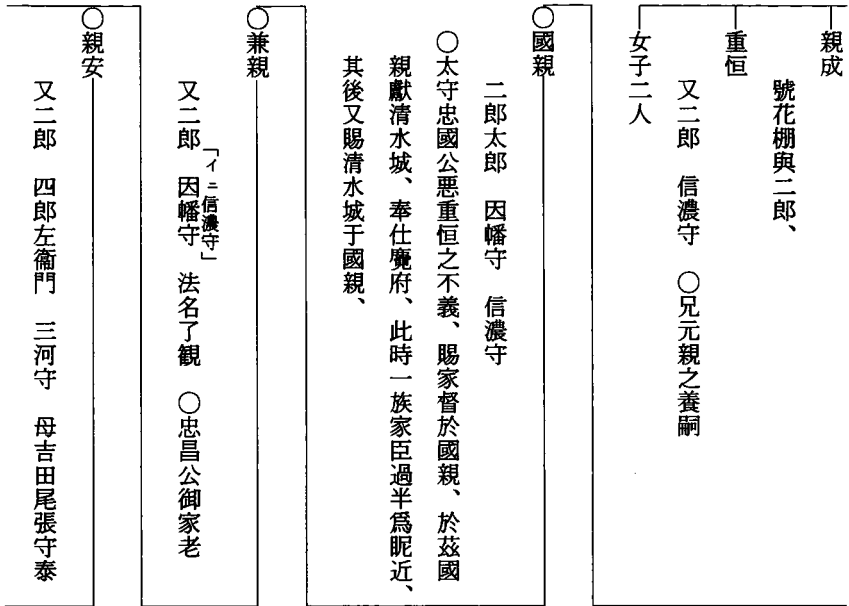 親成
號花棚與二郎、
重恒
又二郎　信濃守　○兄元親之養嗣
女子二人
○國親
二郎太郎　因幡守　信濃守
○太守忠國公悪重恒之不義、賜家督於國親、於茲國
親獻清水城、奉仕麑府、此時一族家臣過半爲昵近、
其後又賜清水城于國親、
○兼親
「イニ信濃守」
又二郎　因幡守　法名了観　○忠昌公御家老
○親安
又二郎　四郎左衞門　三河守　母吉田尾張守泰